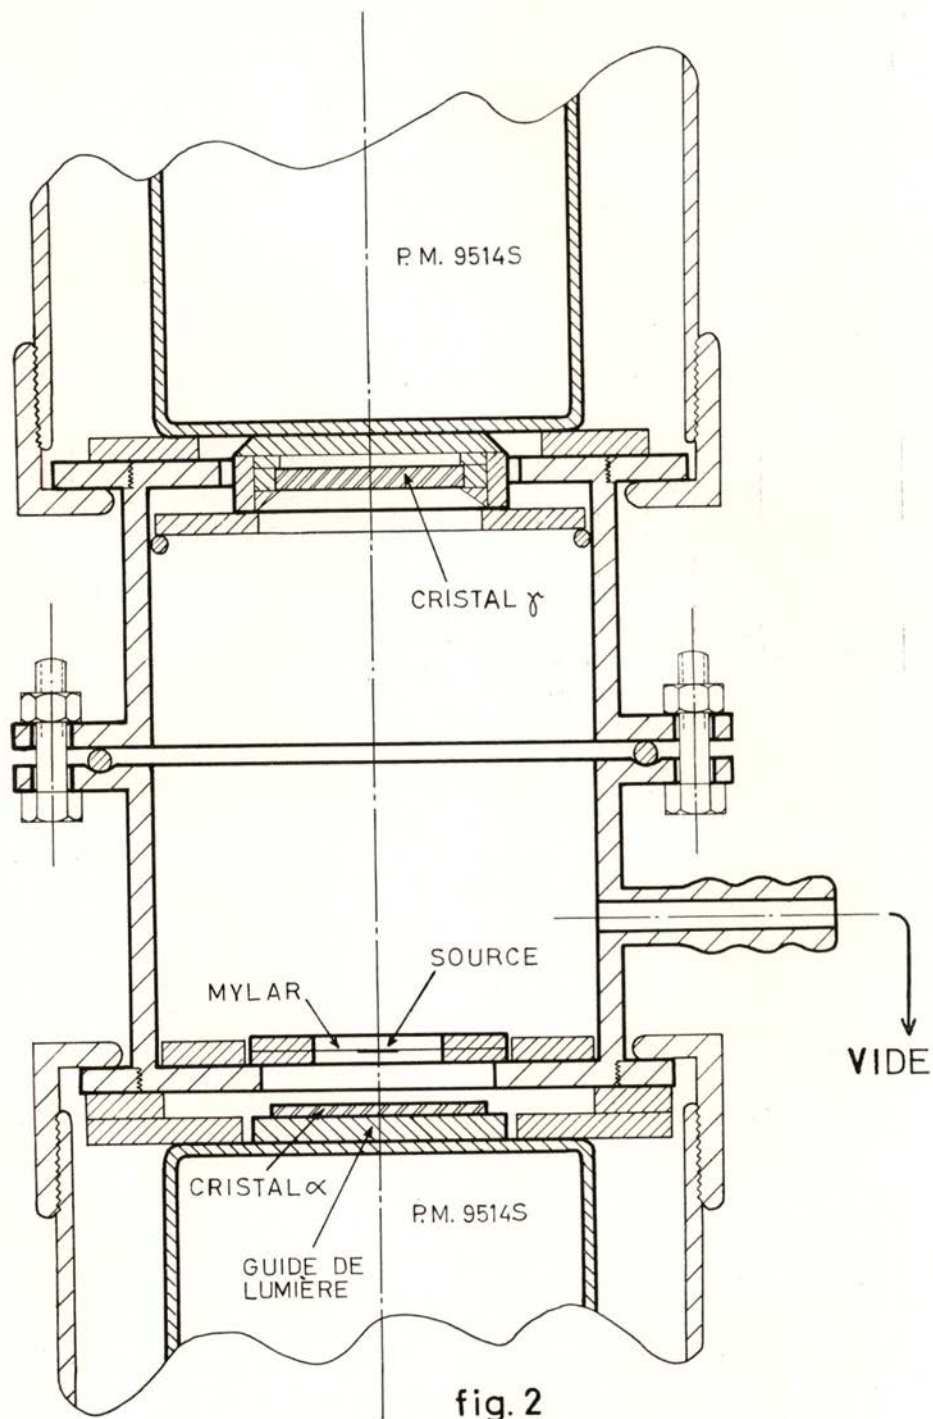 P.M. 9514S
CRISTAL γ
SOURCE
MYLAR
VIDE
CRISTAL α
P.M. 9514S
GUIDE DE
LUMIÈRE
fig. 2